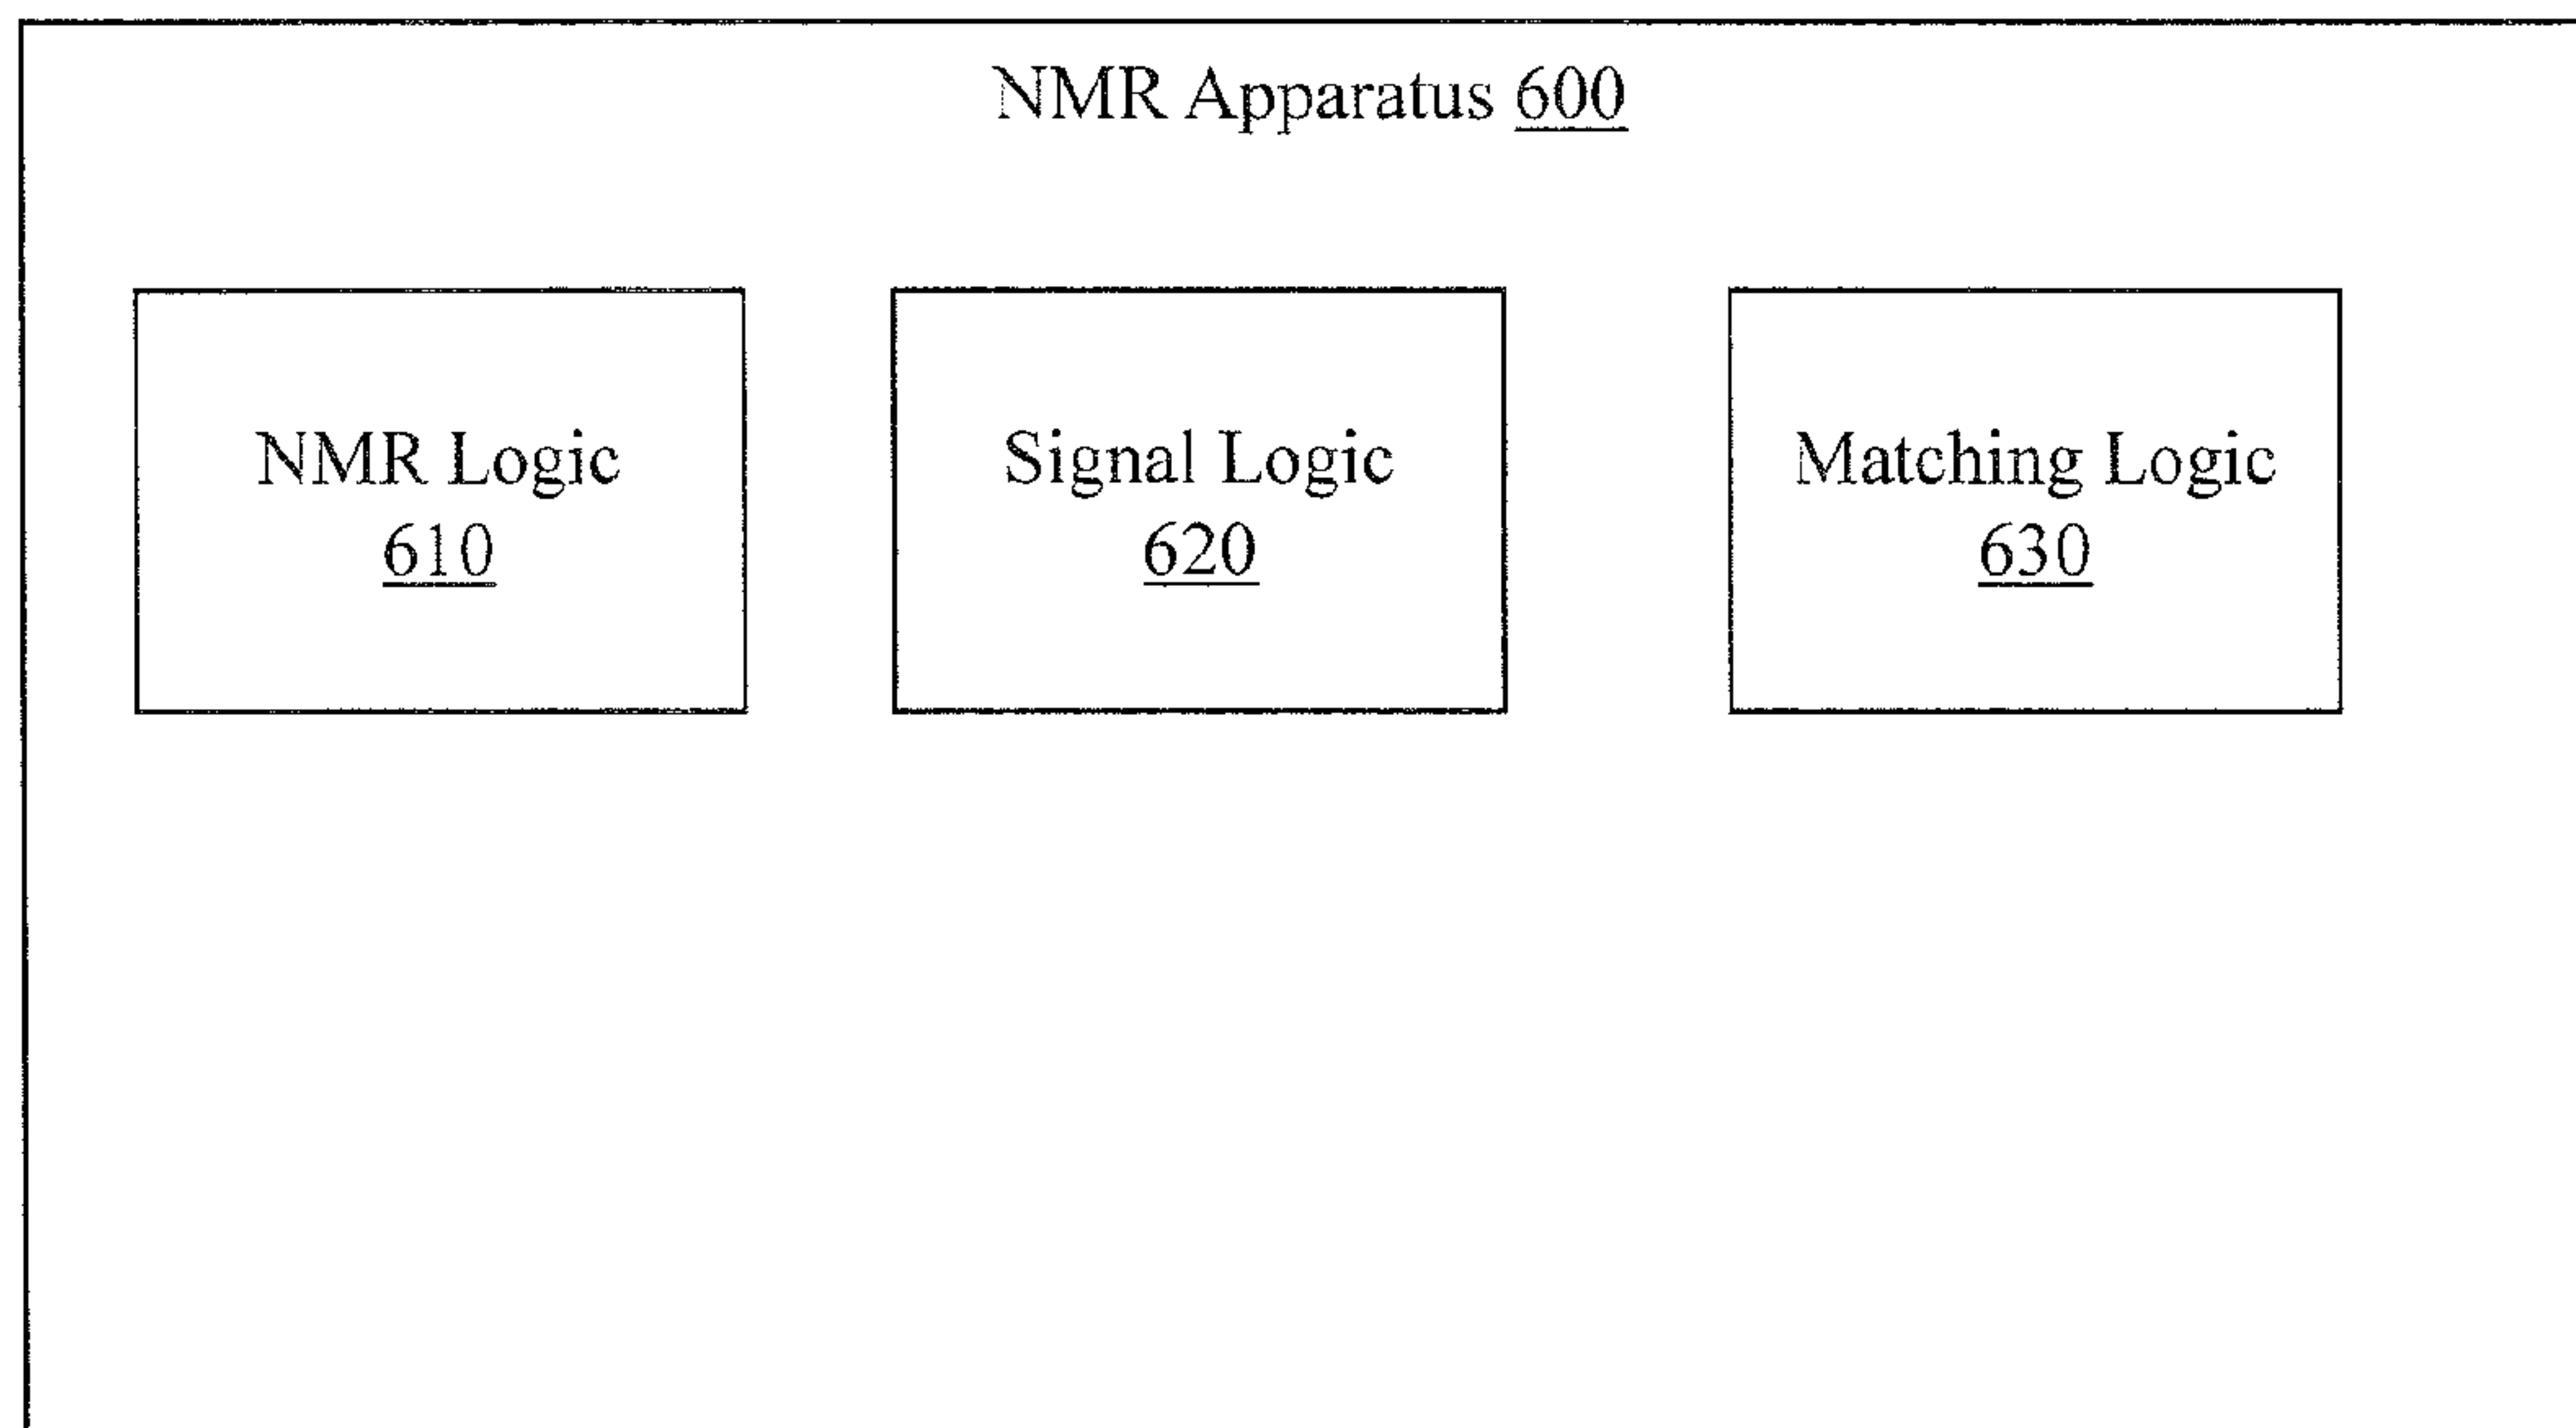 NMR Apparatus 600
NMR Logic
610
Signal Logic
620
Matching Logic
630